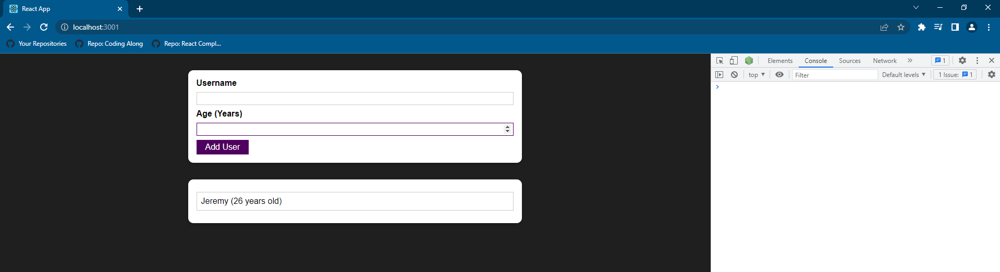 React App
localhost:3001
Your Repositories Repo: Coding Along Repo: React Compl...
Elements Console Sources Network 1
top Filter Default levels 1 Issue: 1
Username
Age (Years)
Add User
Jeremy (26 years old)